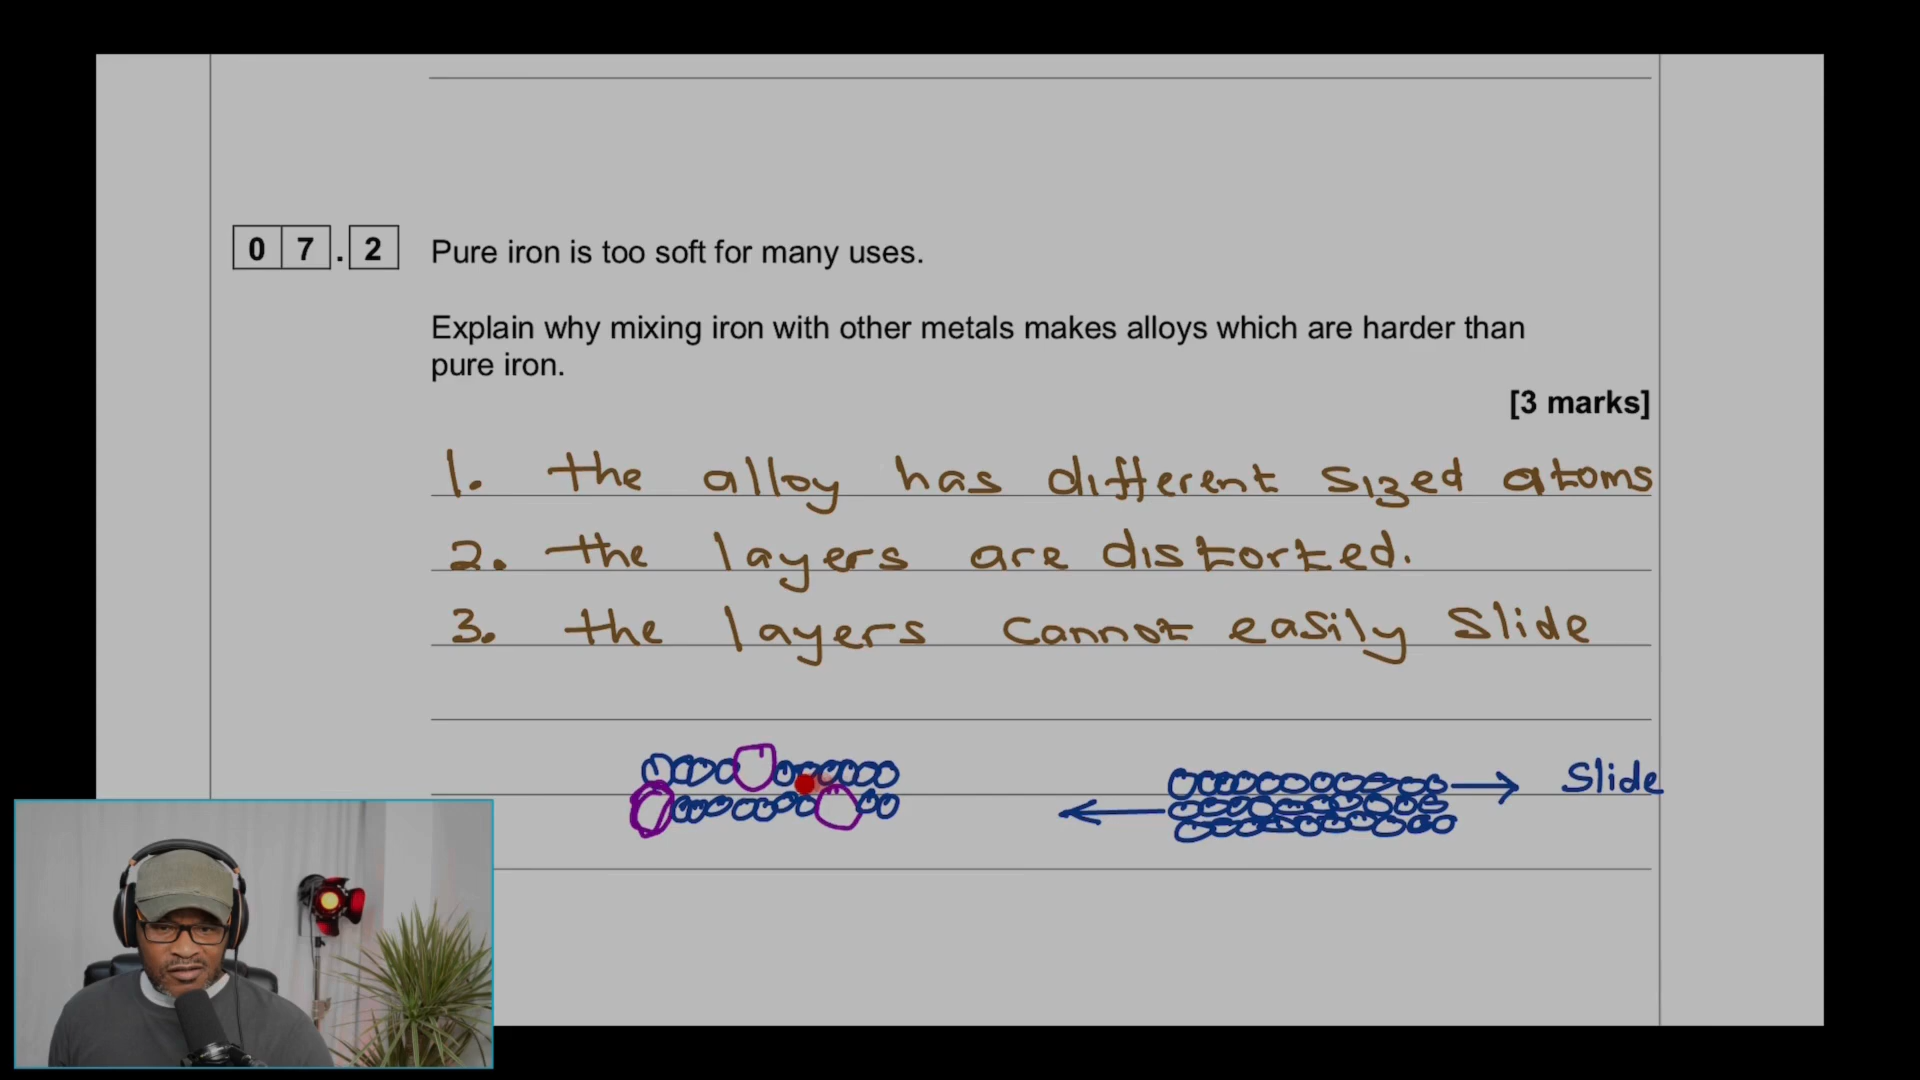 07.2 Pure iron is too soft for many uses.
Explain why mixing iron with other metals makes alloys which are harder than
pure iron.
[3 marks]
1. the alloy has different sized atoms
2. the layers are distorted.
3. the layers cannot easily slide
Slide